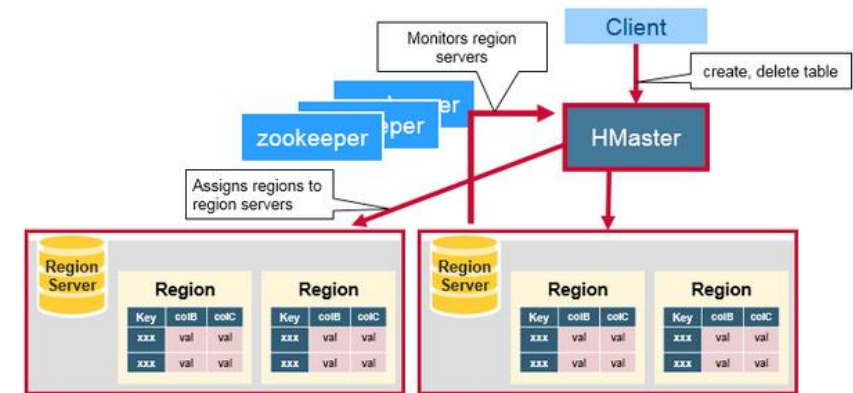 Client
Monitors region
servers
create, delete table
er
eper
zookeeper
HMaster
Assigns regions to
region servers
Region
Server
Region
Key colB colC
xxx val val
xxx val val
Region
Key colB colC
xxx val val
xxx val val
Region
Server
Region
Key colB colC
xxx val val
xxx val val
Region
Key colB colC
xxx val val
xxx val val